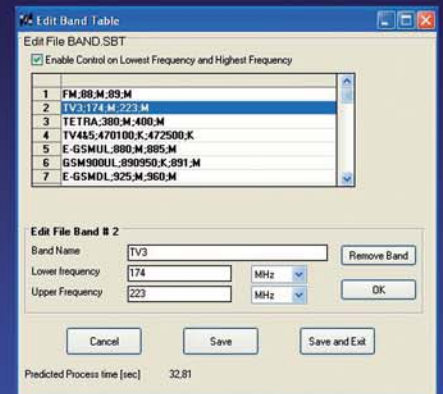 Edit Band Table
Edit File BAND.SBT
Enable Control on Lowest Frequency and Highest Frequency
1 FM;88;M;89;M
2 TV3;174;M;223;M
3 TETRA;380;M;400;M
4 TV4&5;470100;K;472500;K
5 E-GSMUL;880;M;885;M
6 GSM900UL;890950;K;891;M
7 E-GSMDL;925;M;960;M
Edit File Band # 2
Band Name TV3 Remove Band
Lower frequency 174 MHz
Upper Frequency 223 MHz OK
Cancel Save Save and Exit
Predicted Process time [sec] 32,81